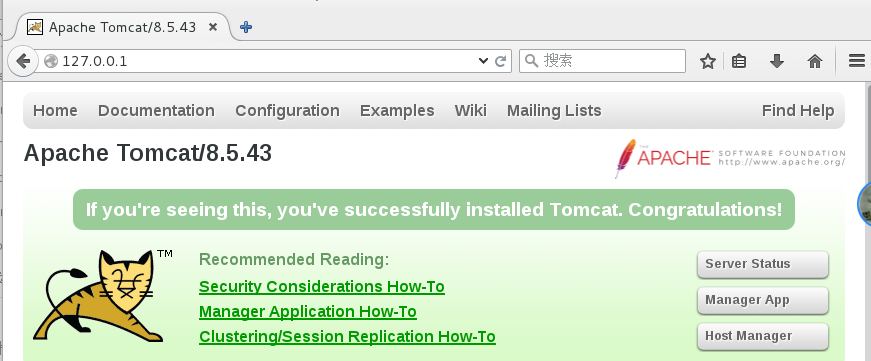 Apache Tomcat/8.5.43
127.0.0.1 搜索
Home Documentation Configuration Examples Wiki Mailing Lists Find Help
Apache Tomcat/8.5.43
THE APACHE SOFTWARE FOUNDATION
http://www.apache.org/
If you're seeing this, you've successfully installed Tomcat. Congratulations!
TM
Recommended Reading:
Security Considerations How-To
Manager Application How-To
Clustering/Session Replication How-To
Server Status
Manager App
Host Manager